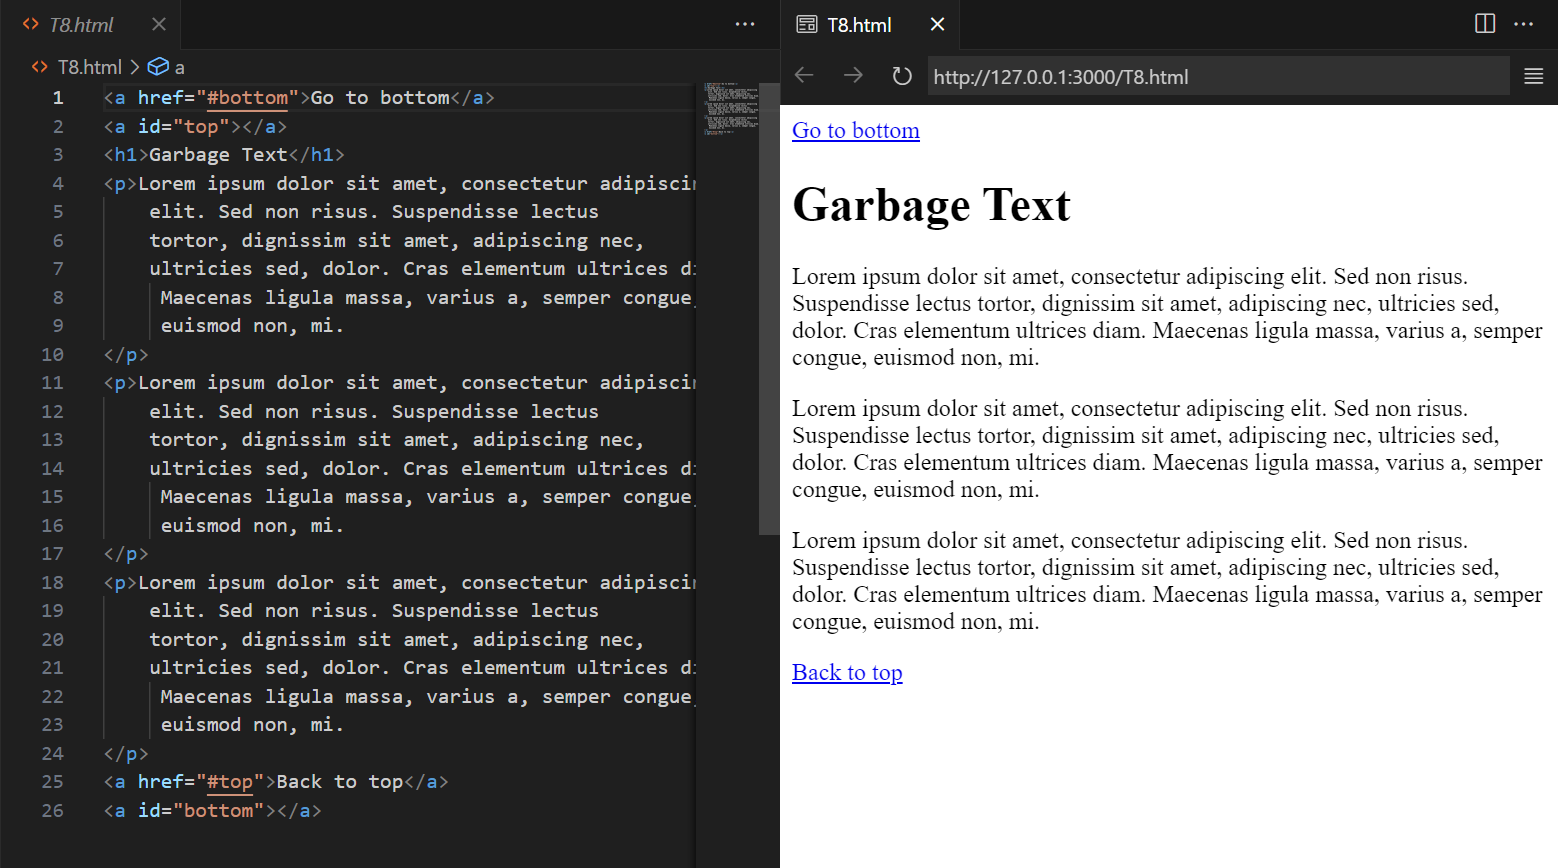 T8.html
T8.html > a
1 <a href="#bottom">Go to bottom</a>
2 <a id="top"></a>
3 <h1>Garbage Text</h1>
4 <p>Lorem ipsum dolor sit amet, consectetur adipiscin
5 elit. Sed non risus. Suspendisse lectus
6 tortor, dignissim sit amet, adipiscing nec,
7 ultricies sed, dolor. Cras elementum ultrices di
8 Maecenas ligula massa, varius a, semper congue,
9 euismod non, mi.
10 </p>
11 <p>Lorem ipsum dolor sit amet, consectetur adipiscin
12 elit. Sed non risus. Suspendisse lectus
13 tortor, dignissim sit amet, adipiscing nec,
14 ultricies sed, dolor. Cras elementum ultrices di
15 Maecenas ligula massa, varius a, semper congue,
16 euismod non, mi.
17 </p>
18 <p>Lorem ipsum dolor sit amet, consectetur adipiscin
19 elit. Sed non risus. Suspendisse lectus
20 tortor, dignissim sit amet, adipiscing nec,
21 ultricies sed, dolor. Cras elementum ultrices di
22 Maecenas ligula massa, varius a, semper congue,
23 euismod non, mi.
24 </p>
25 <a href="#top">Back to top</a>
26 <a id="bottom"></a>
T8.html
http://127.0.0.1:3000/T8.html
Go to bottom
Garbage Text
Lorem ipsum dolor sit amet, consectetur adipiscing elit. Sed non risus.
Suspendisse lectus tortor, dignissim sit amet, adipiscing nec, ultricies sed,
dolor. Cras elementum ultrices diam. Maecenas ligula massa, varius a, semper
congue, euismod non, mi.
Lorem ipsum dolor sit amet, consectetur adipiscing elit. Sed non risus.
Suspendisse lectus tortor, dignissim sit amet, adipiscing nec, ultricies sed,
dolor. Cras elementum ultrices diam. Maecenas ligula massa, varius a, semper
congue, euismod non, mi.
Lorem ipsum dolor sit amet, consectetur adipiscing elit. Sed non risus.
Suspendisse lectus tortor, dignissim sit amet, adipiscing nec, ultricies sed,
dolor. Cras elementum ultrices diam. Maecenas ligula massa, varius a, semper
congue, euismod non, mi.
Back to top